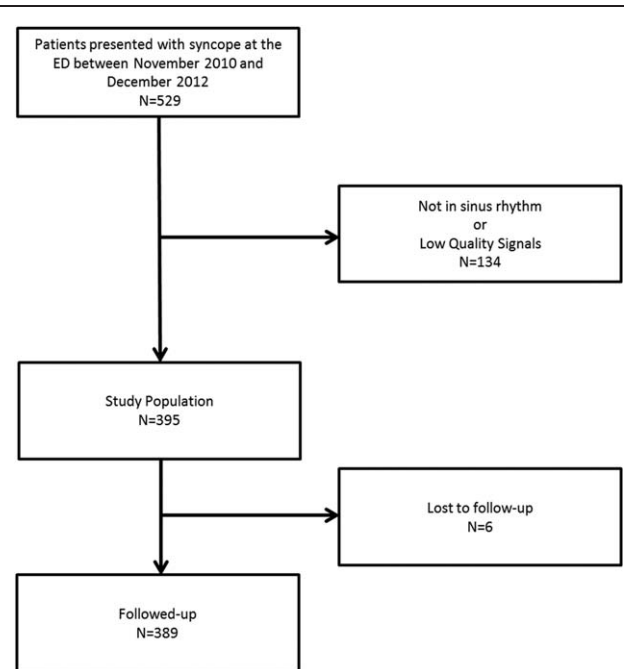 Patients presented with syncope at the
ED between November 2010 and
December 2012
N=529
Not in sinus rhythm
or
Low Quality Signals
N=134
Study Population
N=395
Lost to follow-up
N=6
Followed-up
N=389